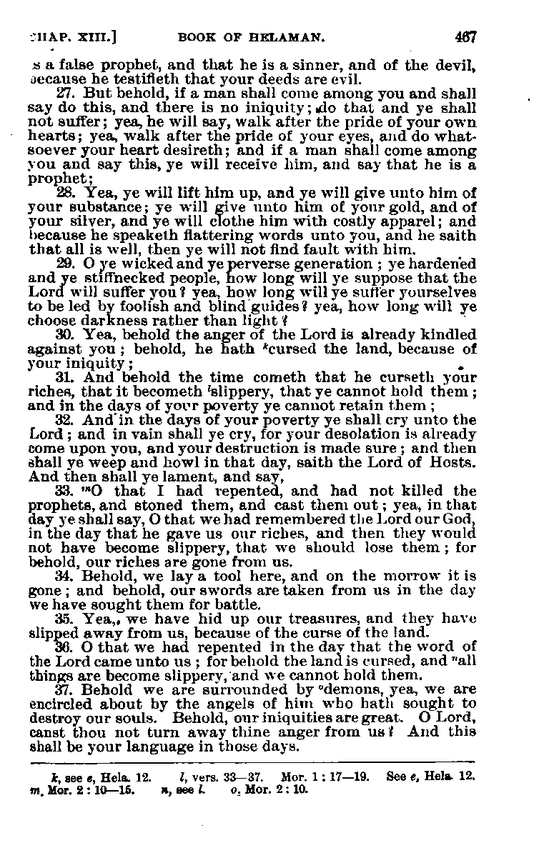 CHAP. XIII.] BOOK OF HELAMAN. 467
s a false prophet, and that he is a sinner, and of the devil,
because he testifieth that your deeds are evil.
27. But behold, if a man shall come among you and shall
say do this, and there is no iniquity; do that and ye shall
not suffer; yea, he will say, walk after the pride of your own
hearts; yea, walk after the pride of your eyes, and do what-
soever your heart desireth; and if a man shall come among
you and say this, ye will receive him, and say that he is a
prophet;
28. Yea, ye will lift him up, and ye will give unto him of
your substance; ye will give unto him of your gold, and of
your silver, and ye will clothe him with costly apparel; and
because he speaketh flattering words unto you, and he saith
that all is well, then ye will not find fault with him.
29. O ye wicked and ye perverse generation; ye hardened
and ye stiffnecked people, how long will ye suppose that the
Lord will suffer you? yea, how long will ye suffer yourselves
to be led by foolish and blind guides? yea, how long will ye
choose darkness rather than light?
30. Yea, behold the anger of the Lord is already kindled
against you; behold, he hath kcursed the land, because of
your iniquity;
31. And behold the time cometh that he curseth your
riches, that it becometh lslippery, that ye cannot hold them;
and in the days of your poverty ye cannot retain them;
32. And in the days of your poverty ye shall cry unto the
Lord; and in vain shall ye cry, for your desolation is already
come upon you, and your destruction is made sure; and then
shall ye weep and howl in that day, saith the Lord of Hosts.
And then shall ye lament, and say,
33. mO that I had repented, and had not killed the
prophets, and stoned them, and cast them out; yea, in that
day ye shall say, O that we had remembered the Lord our God,
in the day that he gave us our riches, and then they would
not have become slippery, that we should lose them; for
behold, our riches are gone from us.
34. Behold, we lay a tool here, and on the morrow it is
gone; and behold, our swords are taken from us in the day
we have sought them for battle.
35. Yea,, we have hid up our treasures, and they have
slipped away from us, because of the curse of the land.
36. O that we had repented in the day that the word of
the Lord came unto us; for behold the land is cursed, and nall
things are become slippery, and we cannot hold them.
37. Behold we are surrounded by odemons, yea, we are
encircled about by the angels of him who hath sought to
destroy our souls. Behold, our iniquities are great. O Lord,
canst thou not turn away thine anger from us? And this
shall be your language in those days.
k, see e, Hela. 12. l, vers. 33—37. Mor. 1:17—19. See e, Hela. 12.
m, Mor. 2:10—15. n, see l. o, Mor. 2:10.